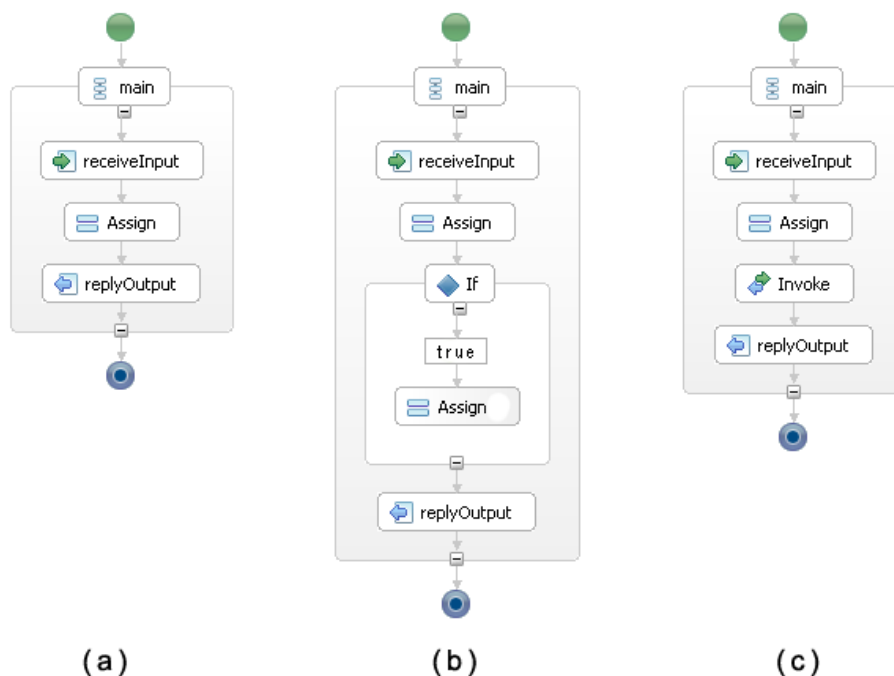 main
receiveInput
Assign
replyOutput
(a)
main
receiveInput
Assign
If
true
Assign
replyOutput
(b)
main
receiveInput
Assign
Invoke
replyOutput
(c)